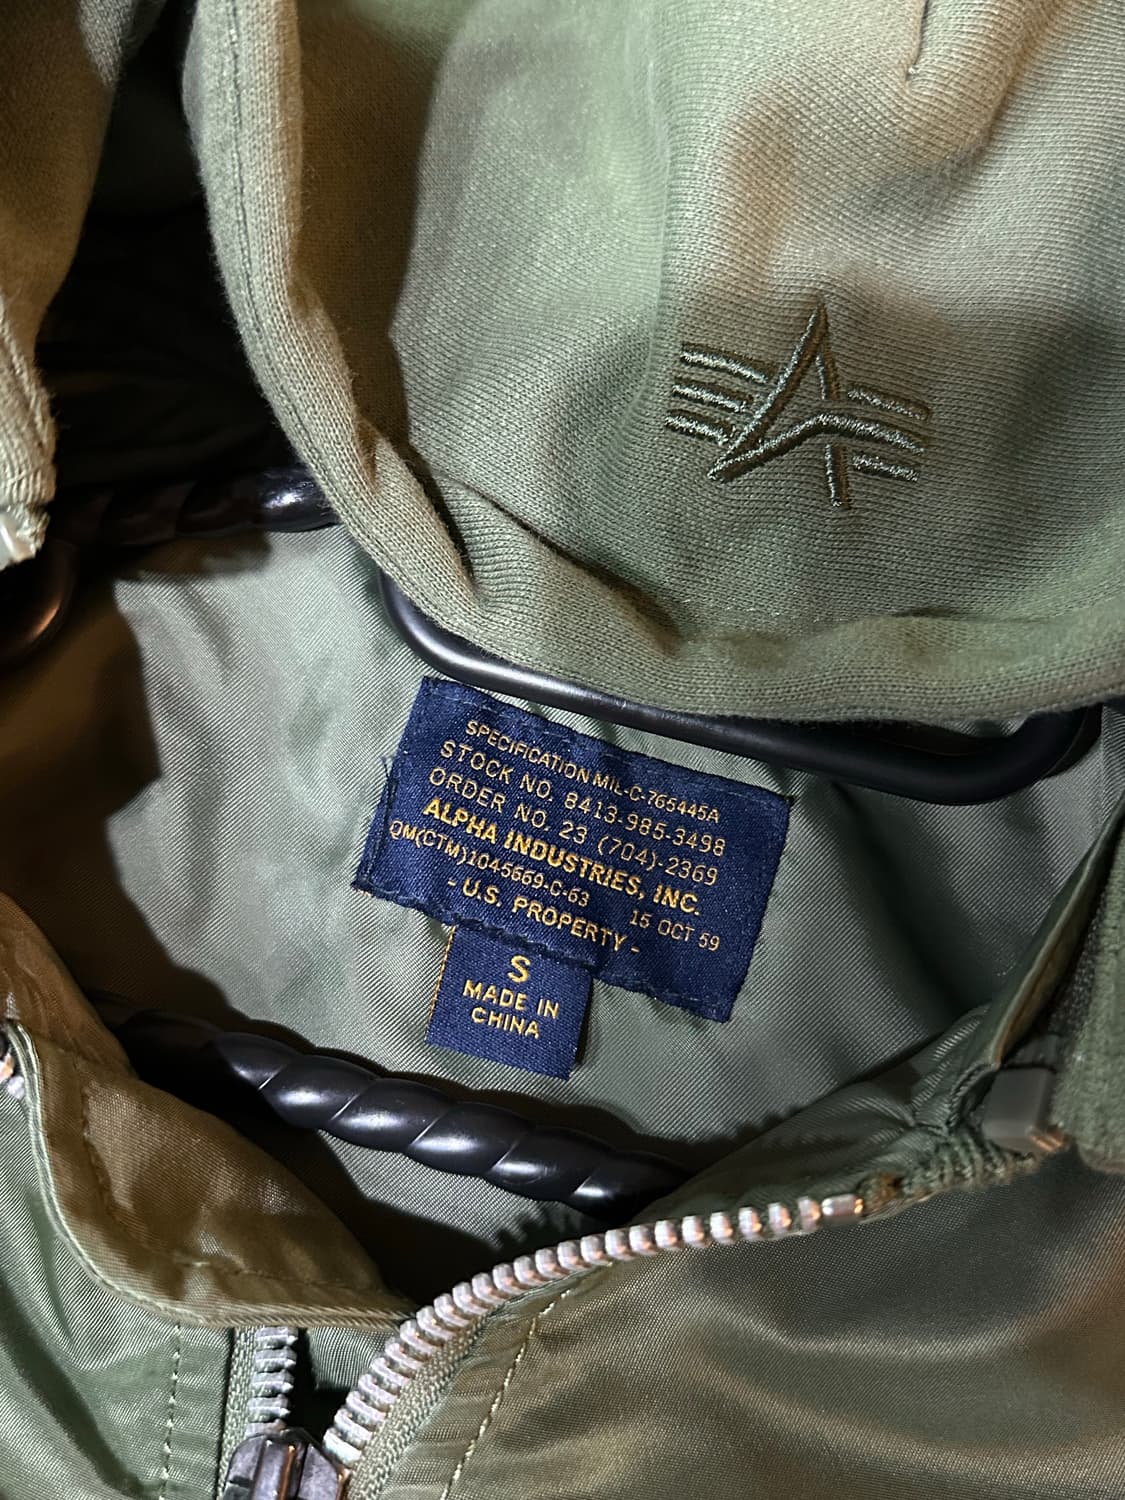 SPECIFICATION MIL-C-765445A
STOCK NO. 8413-985-3498
ORDER NO. 23 (704)-2369
ALPHA INDUSTRIES, INC.
QM(CTM)1045669-C-63 15 OCT 59
- U.S. PROPERTY -
S
MADE IN
CHINA